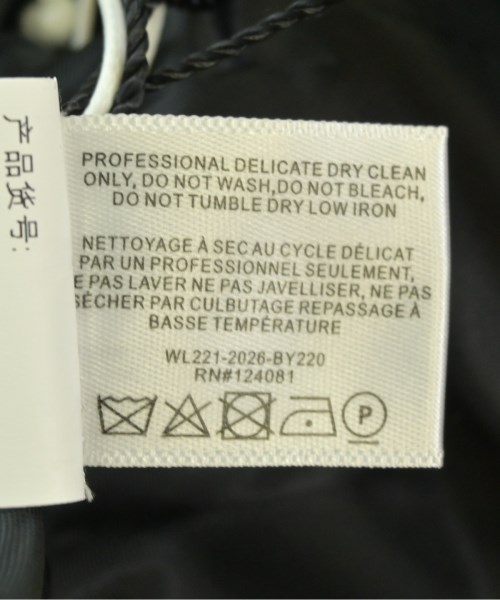 产品货号:
PROFESSIONAL DELICATE DRY CLEAN
ONLY, DO NOT WASH,DO NOT BLEACH,
DO NOT TUMBLE DRY LOW IRON
NETTOYAGE À SEC AU CYCLE DÉLICAT
PAR UN PROFESSIONNEL SEULEMENT,
E PAS LAVER NE PAS JAVELLISER, NE PAS
SÉCHER PAR CULBUTAGE REPASSAGE À
BASSE TEMPÉRATURE
WL221-2026-BY220
RN#124081
P